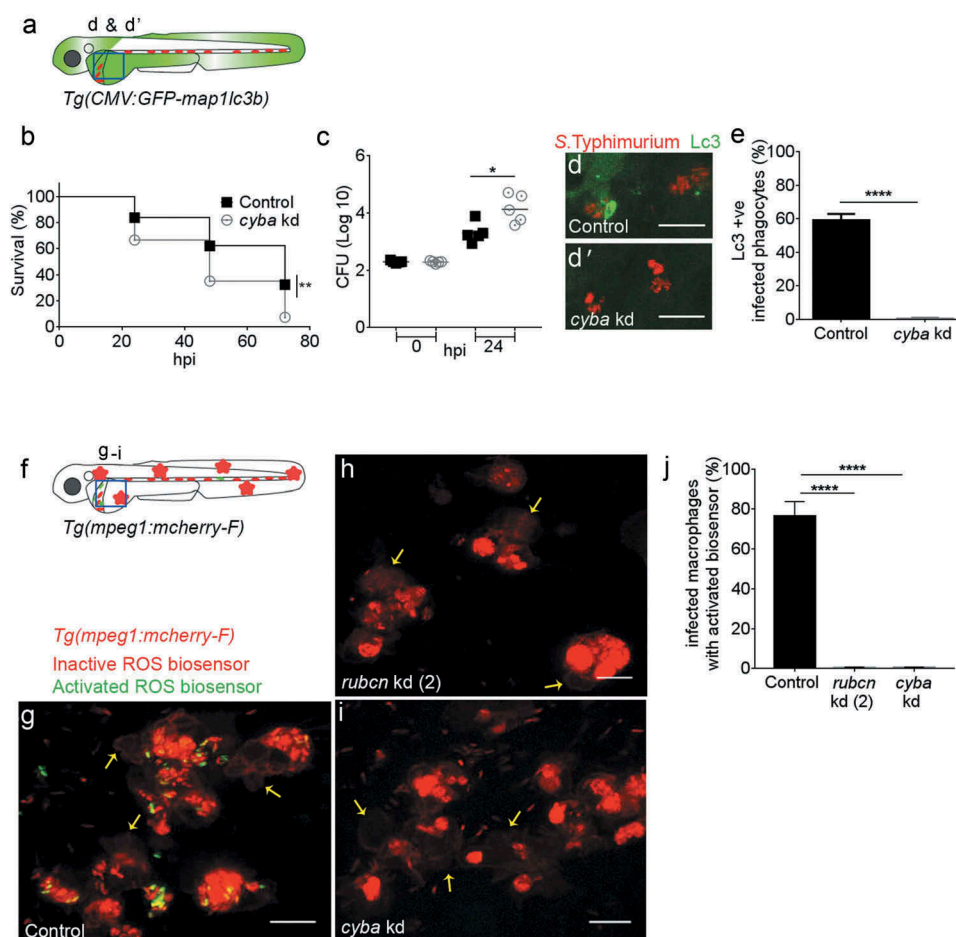 a
d & d’
Tg(CMV:GFP-map1lc3b)
b
Survival (%)
100
80
60
40
20
0
0 20 40 60 80
hpi
Control
cyba kd
**
c
CFU (Log 10)
6
4
2
0
*
0 24
hpi
S.Typhimurium Lc3
d
Control
d’
cyba kd
e
Lc3 +ve
infected phagocytes (%)
100
80
60
40
20
0
****
Control cyba kd
f
g-i
Tg(mpeg1:mcherry-F)
Tg(mpeg1:mcherry-F)
Inactive ROS biosensor
Activated ROS biosensor
g
Control
h
rubcn kd (2)
i
cyba kd
j
infected macrophages
with activated biosensor (%)
100
80
60
40
20
0
****
****
Control rubcn cyba
kd (2) kd